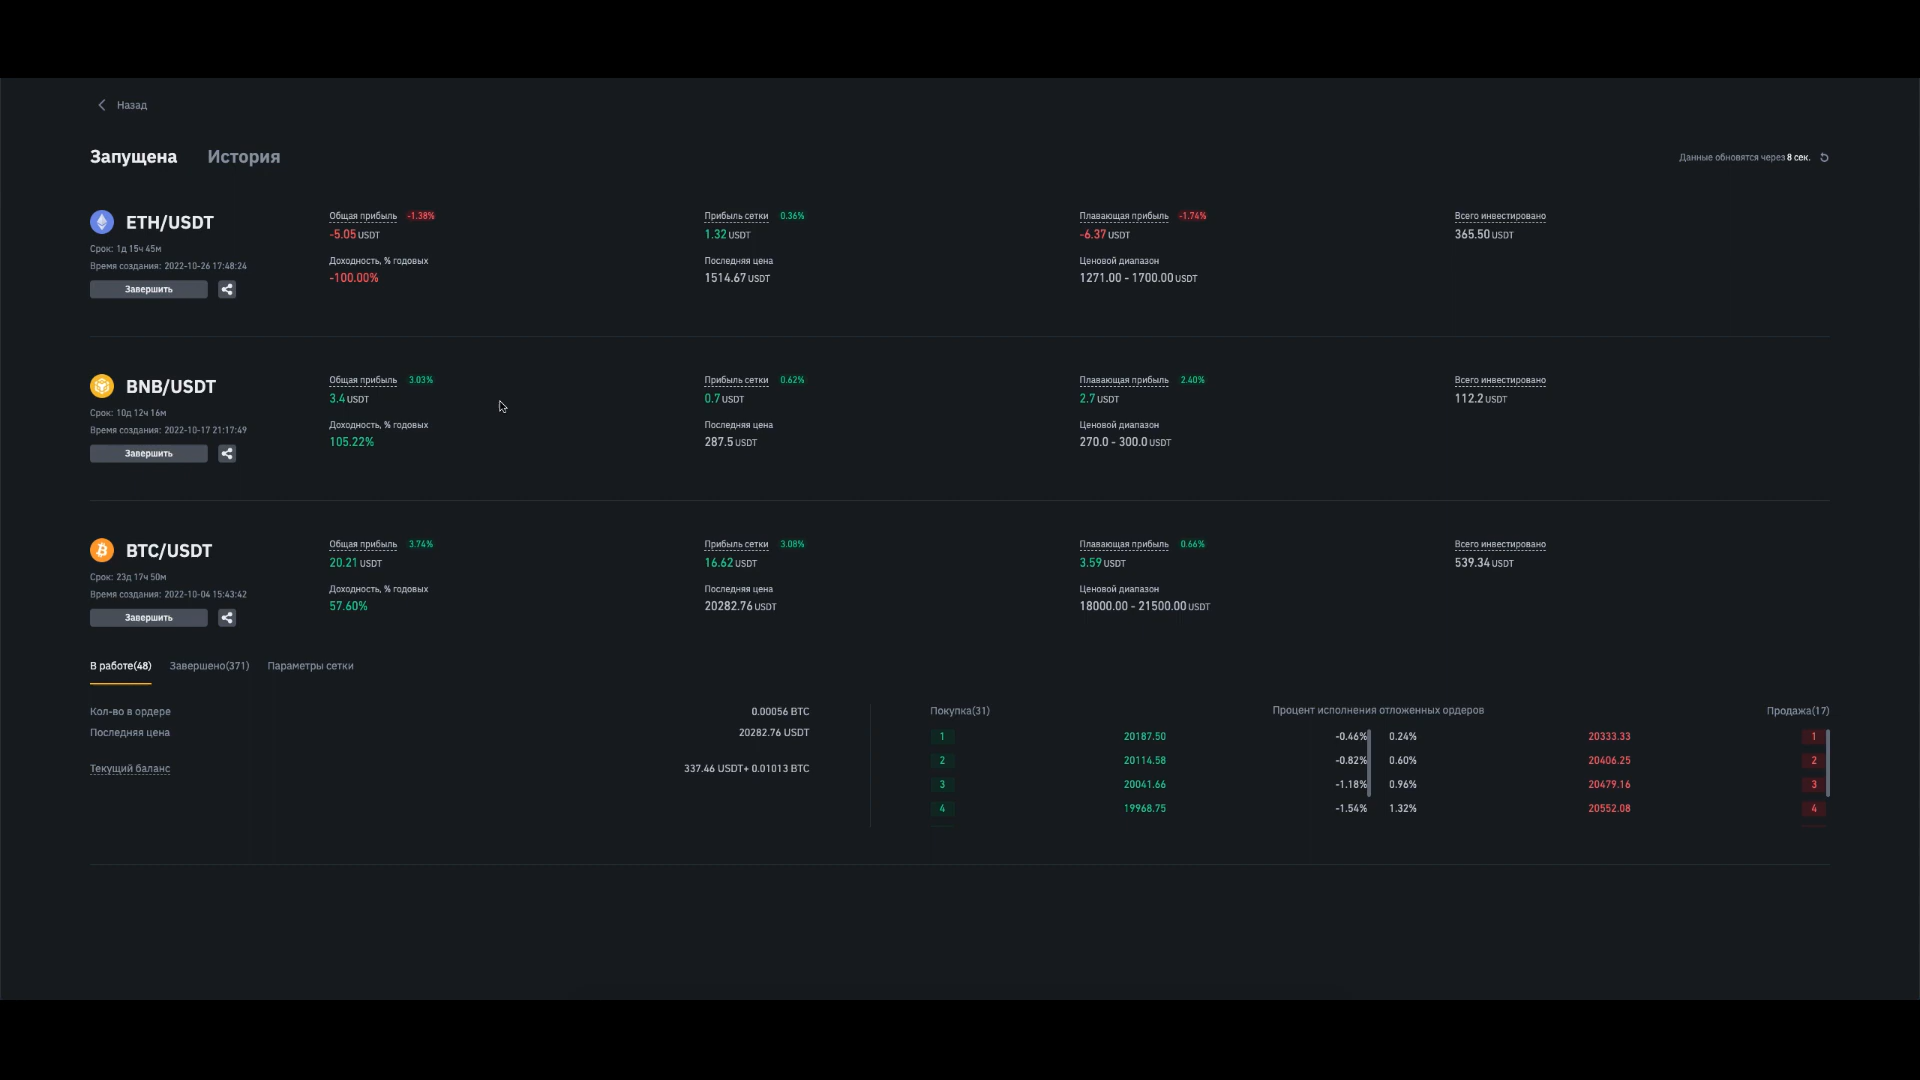 Назад
Запущена История
Данные обновятся через 8 сек.
ETH/USDT
Срок: 1д 15ч 45м
Время создания: 2022-10-26 17:48:24
Завершить
Общая прибыль -1.38%
-5.05 USDT
Доходность, % годовых
-100.00%
Прибыль сетки 0.36%
1.32 USDT
Последняя цена
1514.67 USDT
Плавающая прибыль -1.74%
-6.37 USDT
Ценовой диапазон
1271.00 - 1700.00 USDT
Всего инвестировано
365.50 USDT
BNB/USDT
Срок: 10д 12ч 16м
Время создания: 2022-10-17 21:17:49
Завершить
Общая прибыль 3.03%
3.4 USDT
Доходность, % годовых
105.22%
Прибыль сетки 0.62%
0.7 USDT
Последняя цена
287.5 USDT
Плавающая прибыль 2.40%
2.7 USDT
Ценовой диапазон
270.0 - 300.0 USDT
Всего инвестировано
112.2 USDT
BTC/USDT
Срок: 23д 17ч 50м
Время создания: 2022-10-04 15:43:42
Завершить
Общая прибыль 3.74%
20.21 USDT
Доходность, % годовых
57.60%
Прибыль сетки 3.08%
16.62 USDT
Последняя цена
20282.76 USDT
Плавающая прибыль 0.66%
3.59 USDT
Ценовой диапазон
18000.00 - 21500.00 USDT
Всего инвестировано
539.34 USDT
В работе(48) Завершено(371) Параметры сетки
Кол-во в ордере 0.00056 BTC
Последняя цена 20282.76 USDT
Текущий баланс 337.46 USDT+ 0.01013 BTC
Покупка(31) Процент исполнения отложенных ордеров Продажа(17)
1 20187.50 -0.46% 0.24% 20333.33 1
2 20114.58 -0.82% 0.60% 20406.25 2
3 20041.66 -1.18% 0.96% 20479.16 3
4 19968.75 -1.54% 1.32% 20552.08 4